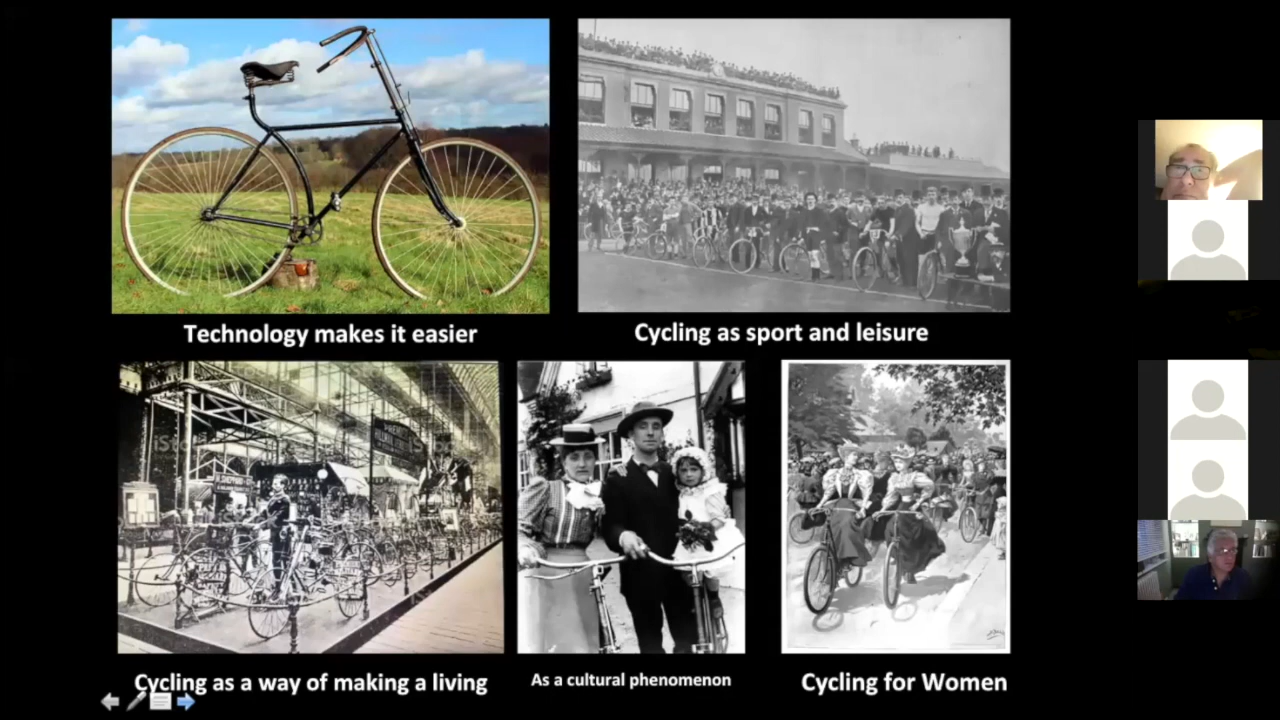 Technology makes it easier
Cycling as sport and leisure
iSto
Cycling as a way of making a living
As a cultural phenomenon
Cycling for Women